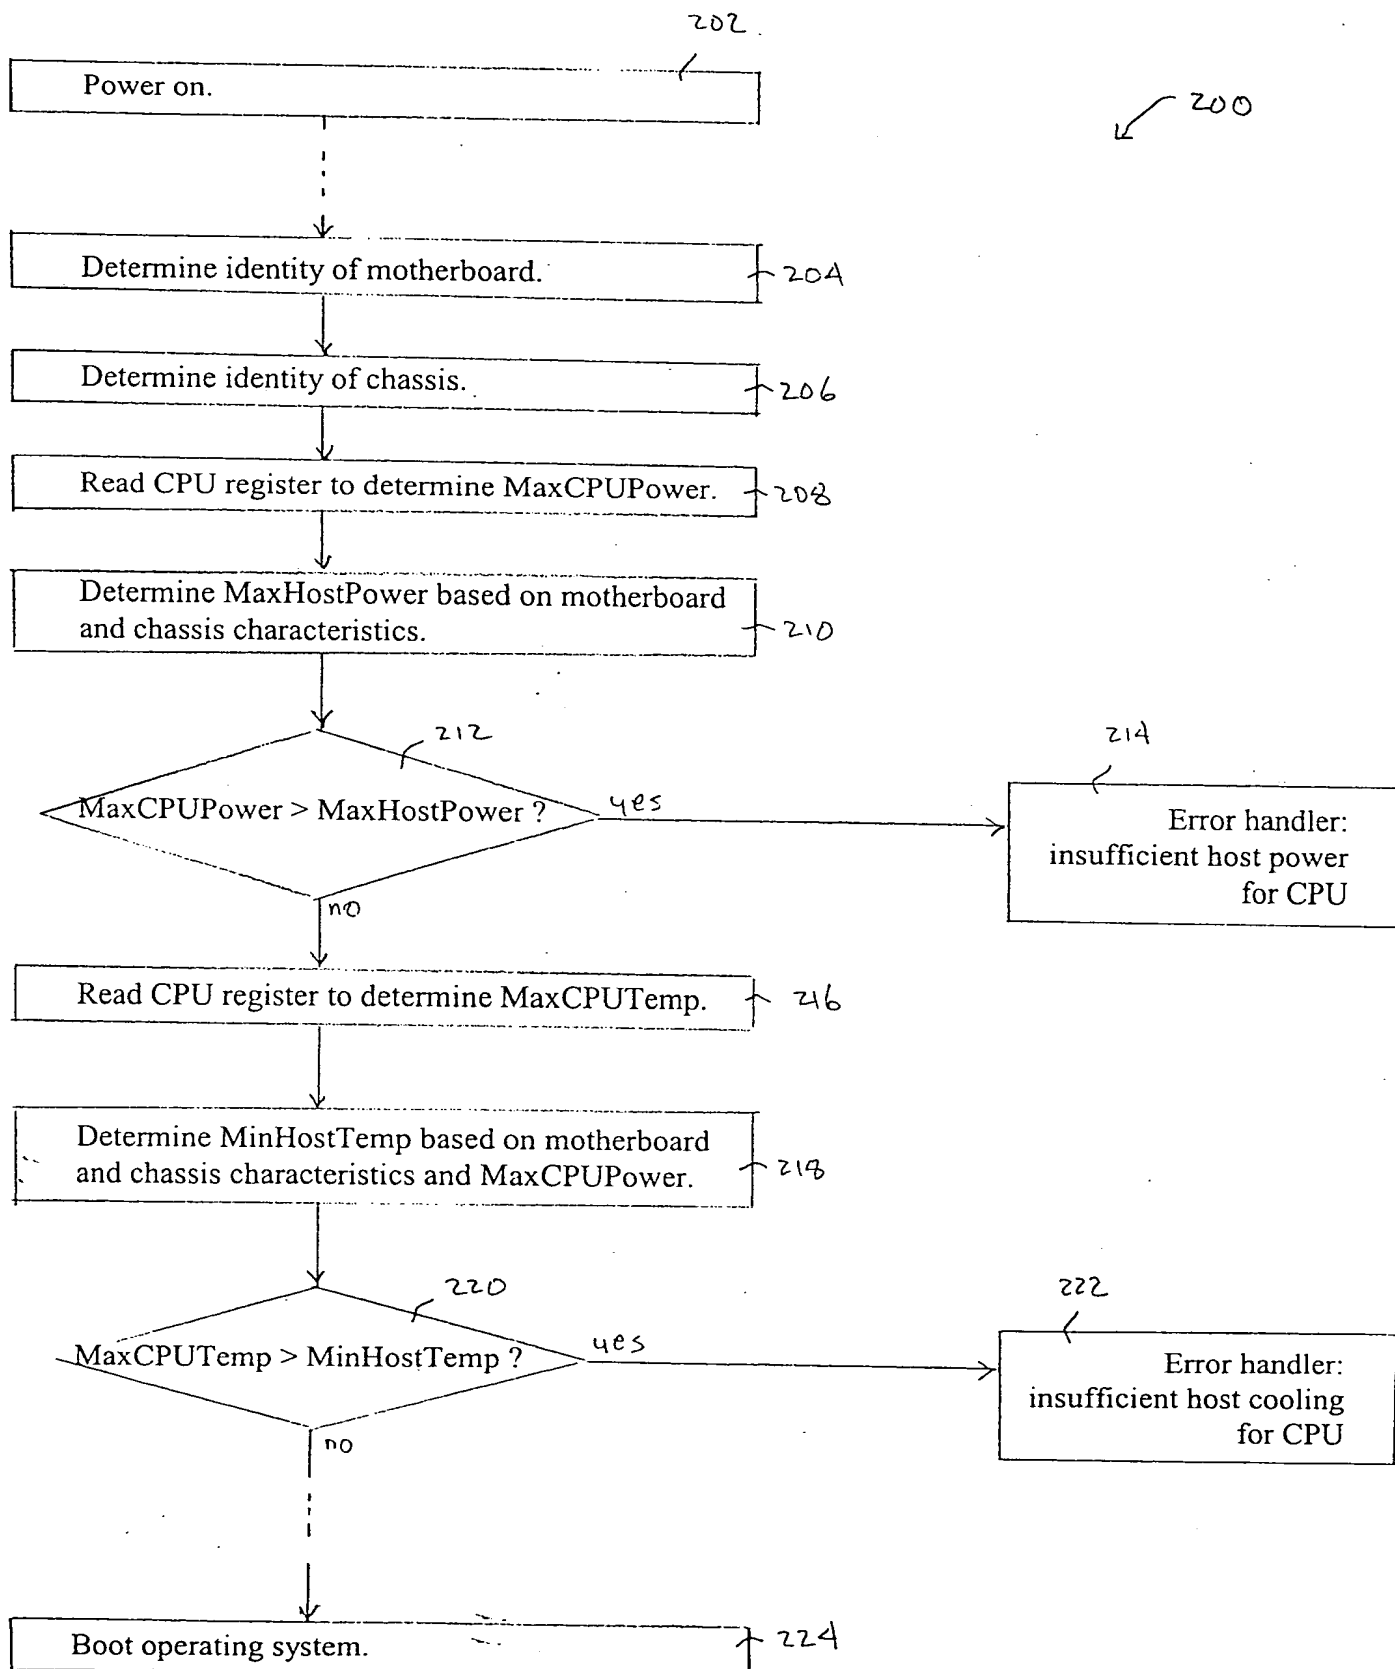 202
Power on.
200
Determine identity of motherboard.
204
Determine identity of chassis.
206
Read CPU register to determine MaxCPUPower.
208
Determine MaxHostPower based on motherboard
and chassis characteristics.
210
212
MaxCPUPower > MaxHostPower ?
yes
no
214
Error handler:
insufficient host power
for CPU
Read CPU register to determine MaxCPUTemp.
216
Determine MinHostTemp based on motherboard
and chassis characteristics and MaxCPUPower.
218
220
MaxCPUTemp > MinHostTemp ?
yes
no
222
Error handler:
insufficient host cooling
for CPU
Boot operating system.
224